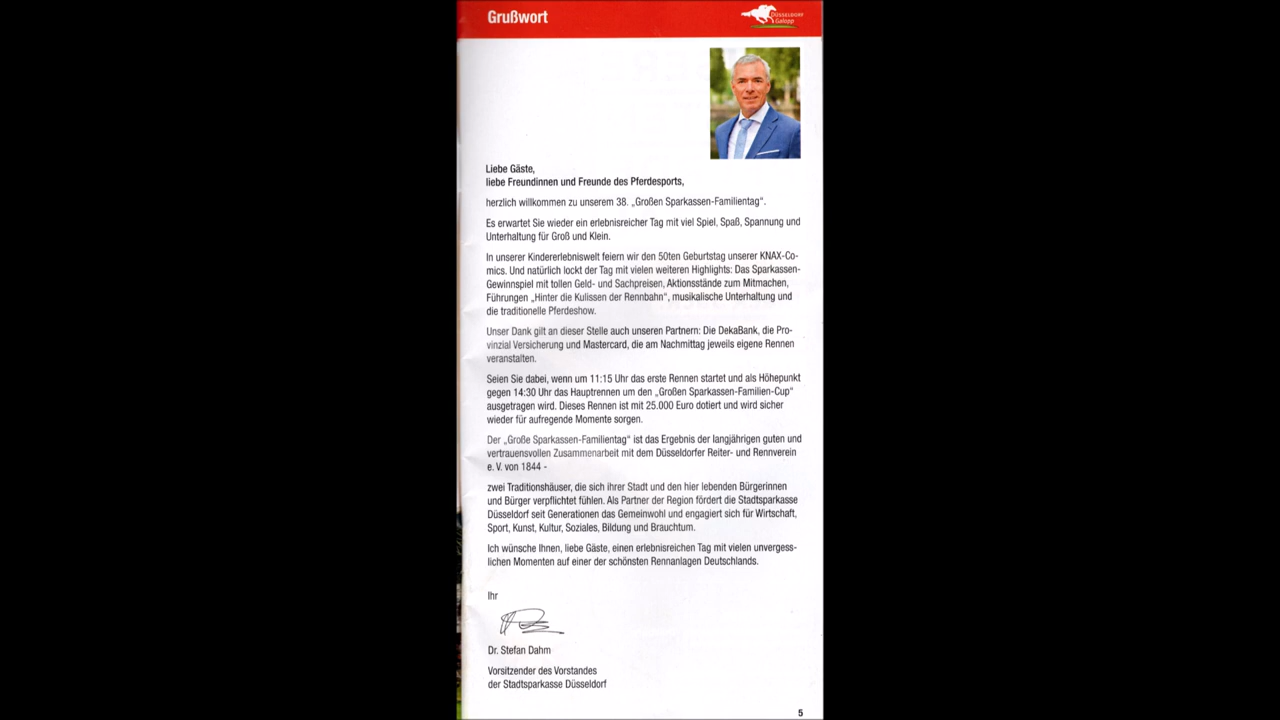 Grußwort
DÜSSELDORF
Galopp
Liebe Gäste,
liebe Freundinnen und Freunde des Pferdesports,
herzlich willkommen zu unserem 38. „Großen Sparkassen-Familientag“.
Es erwartet Sie wieder ein erlebnisreicher Tag mit viel Spiel, Spaß, Spannung und
Unterhaltung für Groß und Klein.
In unserer Kindererlebniswelt feiern wir den 50ten Geburtstag unserer KNAX-Co-
mics. Und natürlich lockt der Tag mit vielen weiteren Highlights: Das Sparkassen-
Gewinnspiel mit tollen Geld- und Sachpreisen, Aktionsstände zum Mitmachen,
Führungen „Hinter die Kulissen der Rennbahn“, musikalische Unterhaltung und
die traditionelle Pferdeshow.
Unser Dank gilt an dieser Stelle auch unseren Partnern: Die DekaBank, die Pro-
vinzial Versicherung und Mastercard, die am Nachmittag jeweils eigene Rennen
veranstalten.
Seien Sie dabei, wenn um 11:15 Uhr das erste Rennen startet und als Höhepunkt
gegen 14:30 Uhr das Hauptrennen um den „Großen Sparkassen-Familien-Cup“
ausgetragen wird. Dieses Rennen ist mit 25.000 Euro dotiert und wird sicher
wieder für aufregende Momente sorgen.
Der „Große Sparkassen-Familientag“ ist das Ergebnis der langjährigen guten und
vertrauensvollen Zusammenarbeit mit dem Düsseldorfer Reiter- und Rennverein
e. V. von 1844 -
zwei Traditionshäuser, die sich ihrer Stadt und den hier lebenden Bürgerinnen
und Bürger verpflichtet fühlen. Als Partner der Region fördert die Stadtsparkasse
Düsseldorf seit Generationen das Gemeinwohl und engagiert sich für Wirtschaft,
Sport, Kunst, Kultur, Soziales, Bildung und Brauchtum.
Ich wünsche Ihnen, liebe Gäste, einen erlebnisreichen Tag mit vielen unvergess-
lichen Momenten auf einer der schönsten Rennanlagen Deutschlands.
Ihr
Dr. Stefan Dahm
Vorsitzender des Vorstandes
der Stadtsparkasse Düsseldorf
5